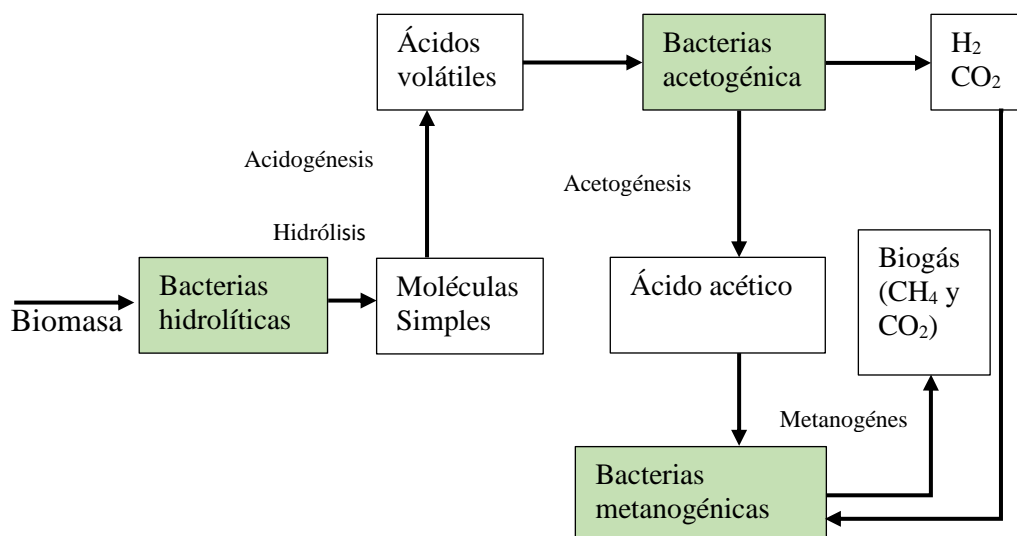 Ácidos
volátiles
Bacterias
acetogénica
H₂
CO₂
Acidogénesis
Acetogénesis
Hidrólisis
Biomasa
Bacterias
hidrolíticas
Moléculas
Simples
Ácido acético
Biogás
(CH₄ y
CO₂)
Metanogénes
Bacterias
metanogénicas